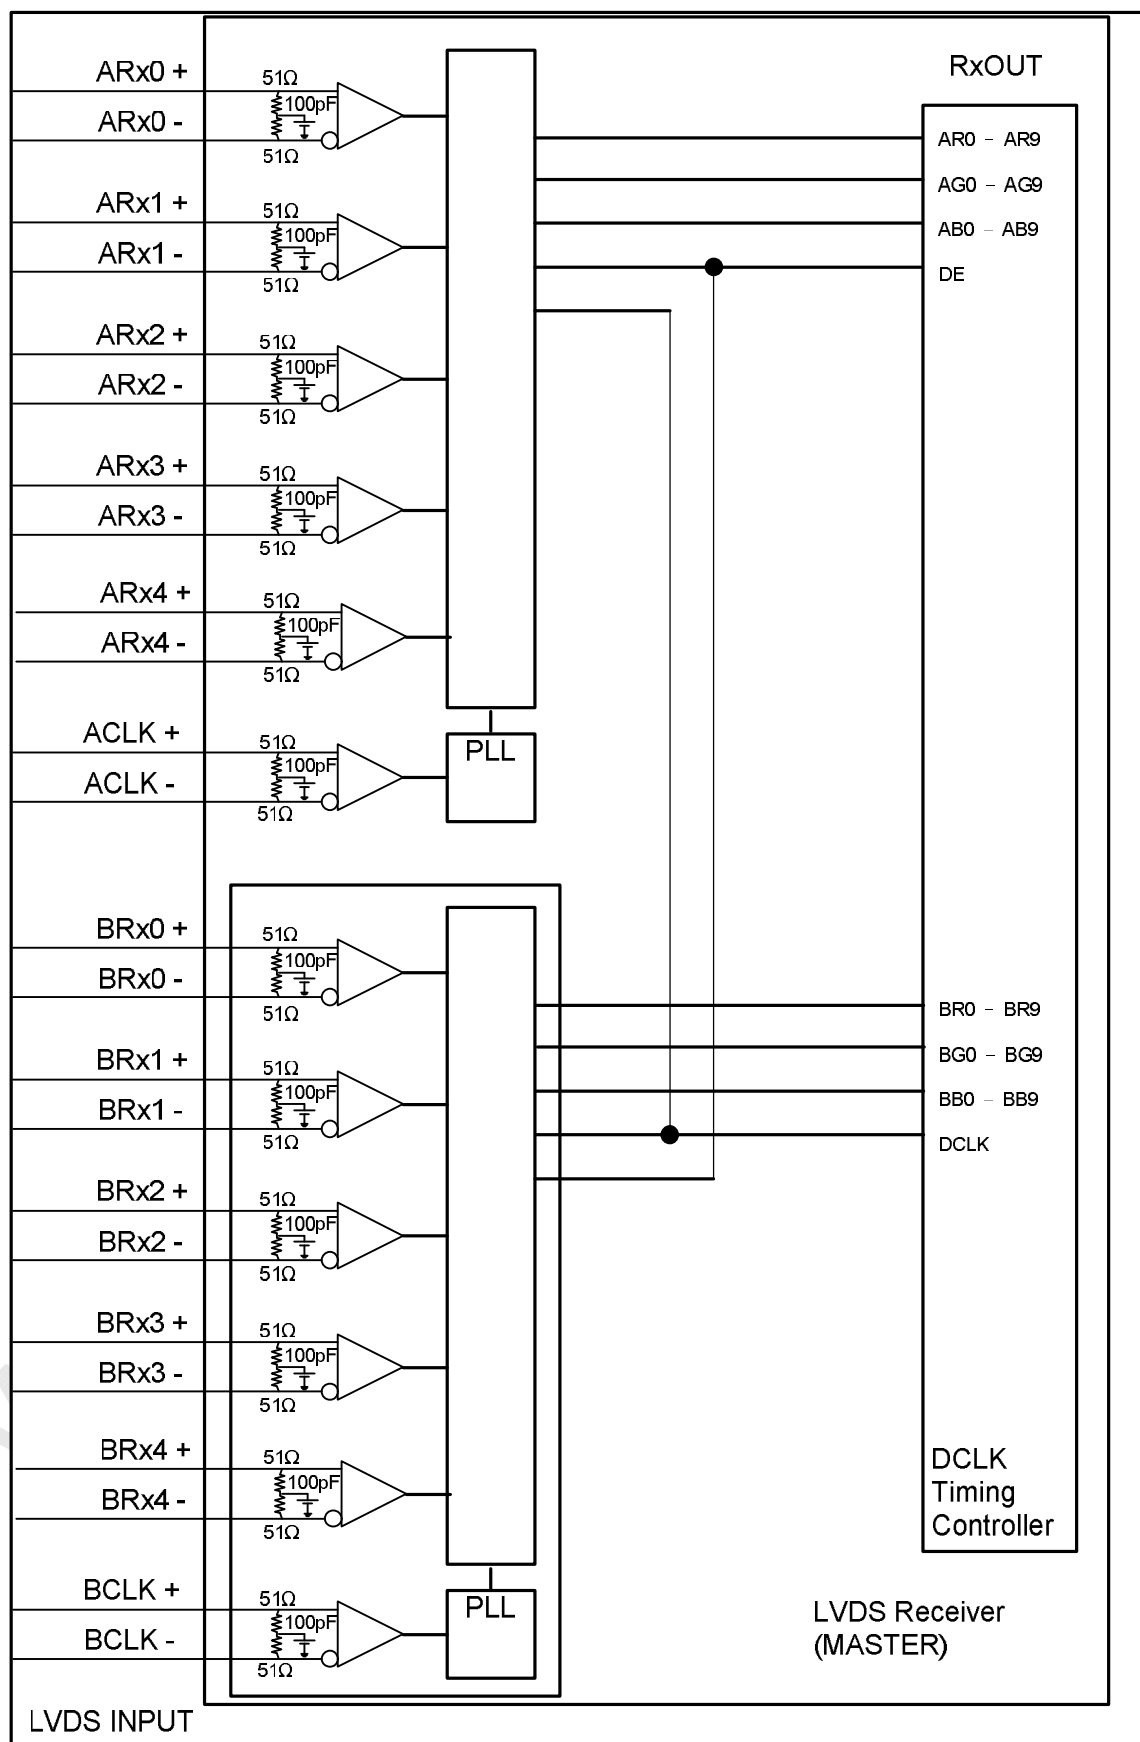 RxOUT
ARx0 +
51Ω
100pF
ARx0 -
51Ω
AR0 – AR9
AG0 – AG9
ARx1 +
51Ω
100pF
AB0 – AB9
ARx1 -
51Ω
DE
ARx2 +
51Ω
100pF
ARx2 -
51Ω
ARx3 +
51Ω
100pF
ARx3 -
51Ω
ARx4 +
51Ω
100pF
ARx4 -
51Ω
ACLK +
51Ω
PLL
100pF
ACLK -
51Ω
BRx0 +
51Ω
100pF
BRx0 -
51Ω
BR0 – BR9
BG0 – BG9
BRx1 +
51Ω
100pF
BB0 – BB9
BRx1 -
51Ω
DCLK
BRx2 +
51Ω
100pF
BRx2 -
51Ω
BRx3 +
51Ω
100pF
BRx3 -
51Ω
BRx4 +
51Ω
100pF
BRx4 -
51Ω
DCLK
Timing
Controller
BCLK +
51Ω
PLL
100pF
BCLK -
51Ω
LVDS Receiver
(MASTER)
LVDS INPUT